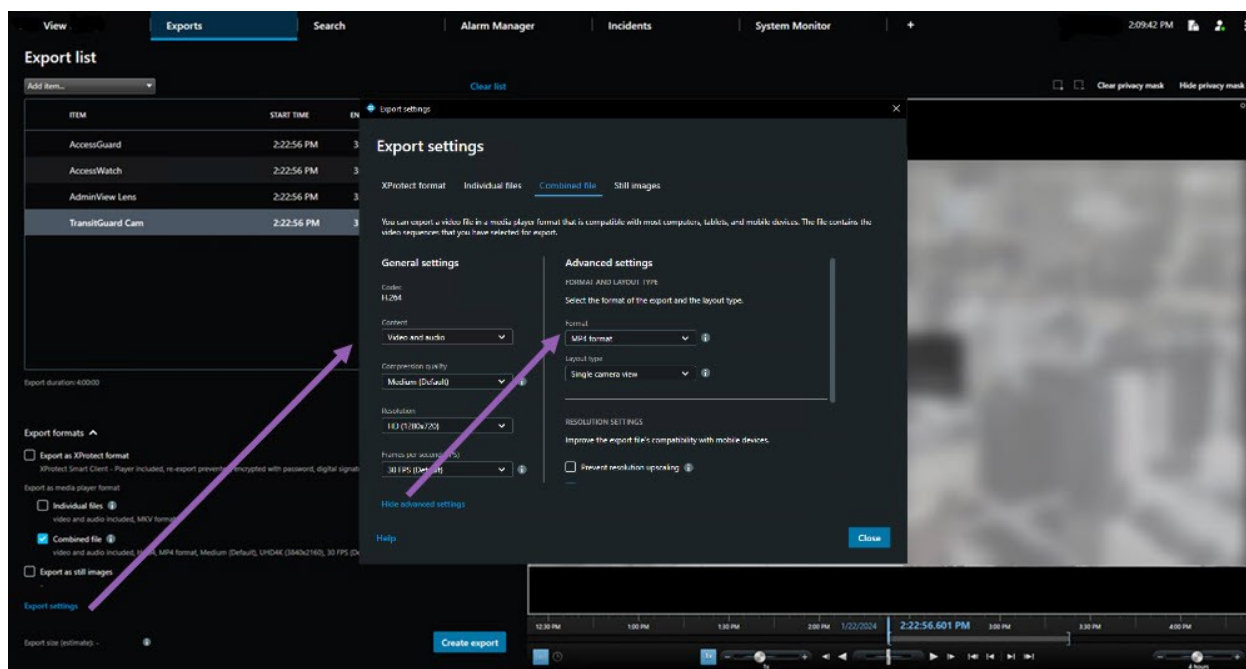 View
Exports
Search
Alarm Manager
Incidents
System Monitor
+
2:09:42 PM
Export list
Add item...
Clear list
Clear privacy mask
Hide privacy mask
ITEM
START TIME
EN
AccessGuard
2:22:56 PM
3
AccessWatch
2:22:56 PM
3
AdminView Lens
2:22:56 PM
3
TransitGuard Cam
2:22:56 PM
3
Export duration: 4:00:00
Export formats
Export as XProtect format
XProtect Smart Client - Player included, re-export prevented, encrypted with password, digital signat
Export as media player format
Individual files
video and audio included, MKV format
Combined file
video and audio included, MP4 format, Medium (Default), UHD4K (3840x2160), 30 FPS (De
Export as still images
-
Export settings
Export size (estimate): -
Create export
Export settings
Export settings
XProtect format
Individual files
Combined file
Still images
You can export a video file in a media player format that is compatible with most computers, tablets, and mobile devices. The file contains the
video sequences that you have selected for export.
General settings
Codec
H.264
Content
Video and audio
Compression quality
Medium (Default)
Resolution
HD (1280x720)
Frames per second (FPS)
30 FPS (Default)
Hide advanced settings
Help
Advanced settings
FORMAT AND LAYOUT TYPE
Select the format of the export and the layout type.
Format
MP4 format
Layout type
Single camera view
RESOLUTION SETTINGS
Improve the export file's compatibility with mobile devices.
Prevent resolution upscaling
Close
12:30 PM
1:00 PM
1:30 PM
2:00 PM
1/22/2024
2:22:56.601 PM
3:00 PM
3:30 PM
4:00 PM
1x
4 hours